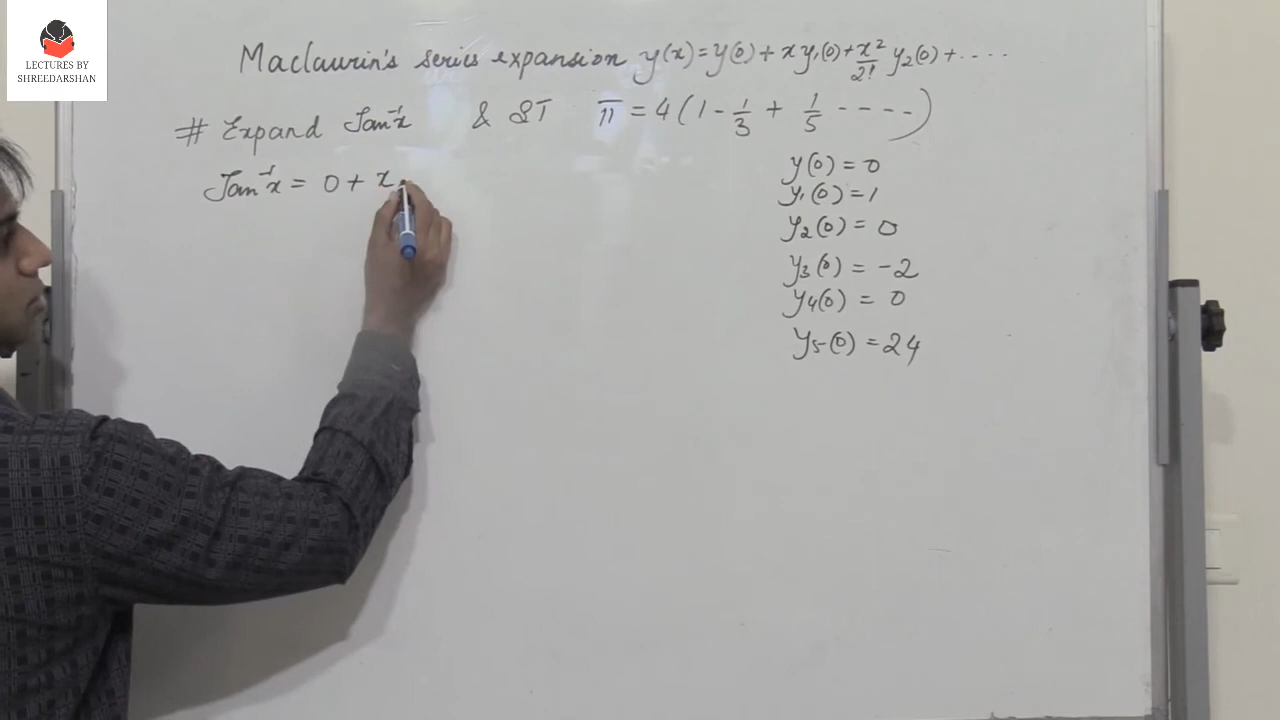 LECTURES BY
SHREEDARSHAN
Maclaurin's series expansion y(x) = y(0) + x y₁(0) + x²/2! y₂(0) + ....
# Expand Tan⁻¹x & ST π = 4 (1 - 1/3 + 1/5 ----)
Tan⁻¹x = 0 + x
y(0) = 0
y₁(0) = 1
y₂(0) = 0
y₃(0) = -2
y₄(0) = 0
y₅(0) = 24